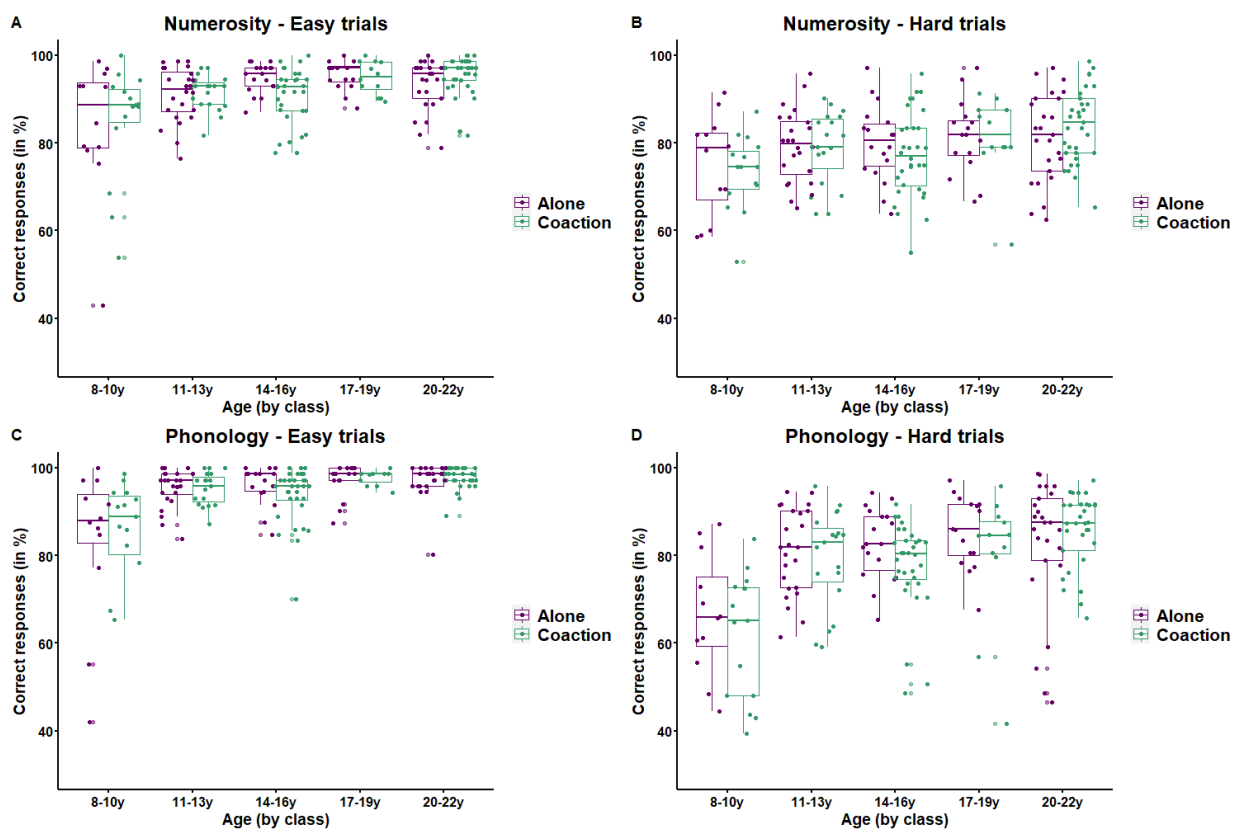 A
Numerosity - Easy trials
Correct responses (in %)
100
80
60
40
8-10y 11-13y 14-16y 17-19y 20-22y
Age (by class)
Alone
Coaction
B
Numerosity - Hard trials
Correct responses (in %)
100
80
60
40
8-10y 11-13y 14-16y 17-19y 20-22y
Age (by class)
Alone
Coaction
C
Phonology - Easy trials
Correct responses (in %)
100
80
60
40
8-10y 11-13y 14-16y 17-19y 20-22y
Age (by class)
Alone
Coaction
D
Phonology - Hard trials
Correct responses (in %)
100
80
60
40
8-10y 11-13y 14-16y 17-19y 20-22y
Age (by class)
Alone
Coaction